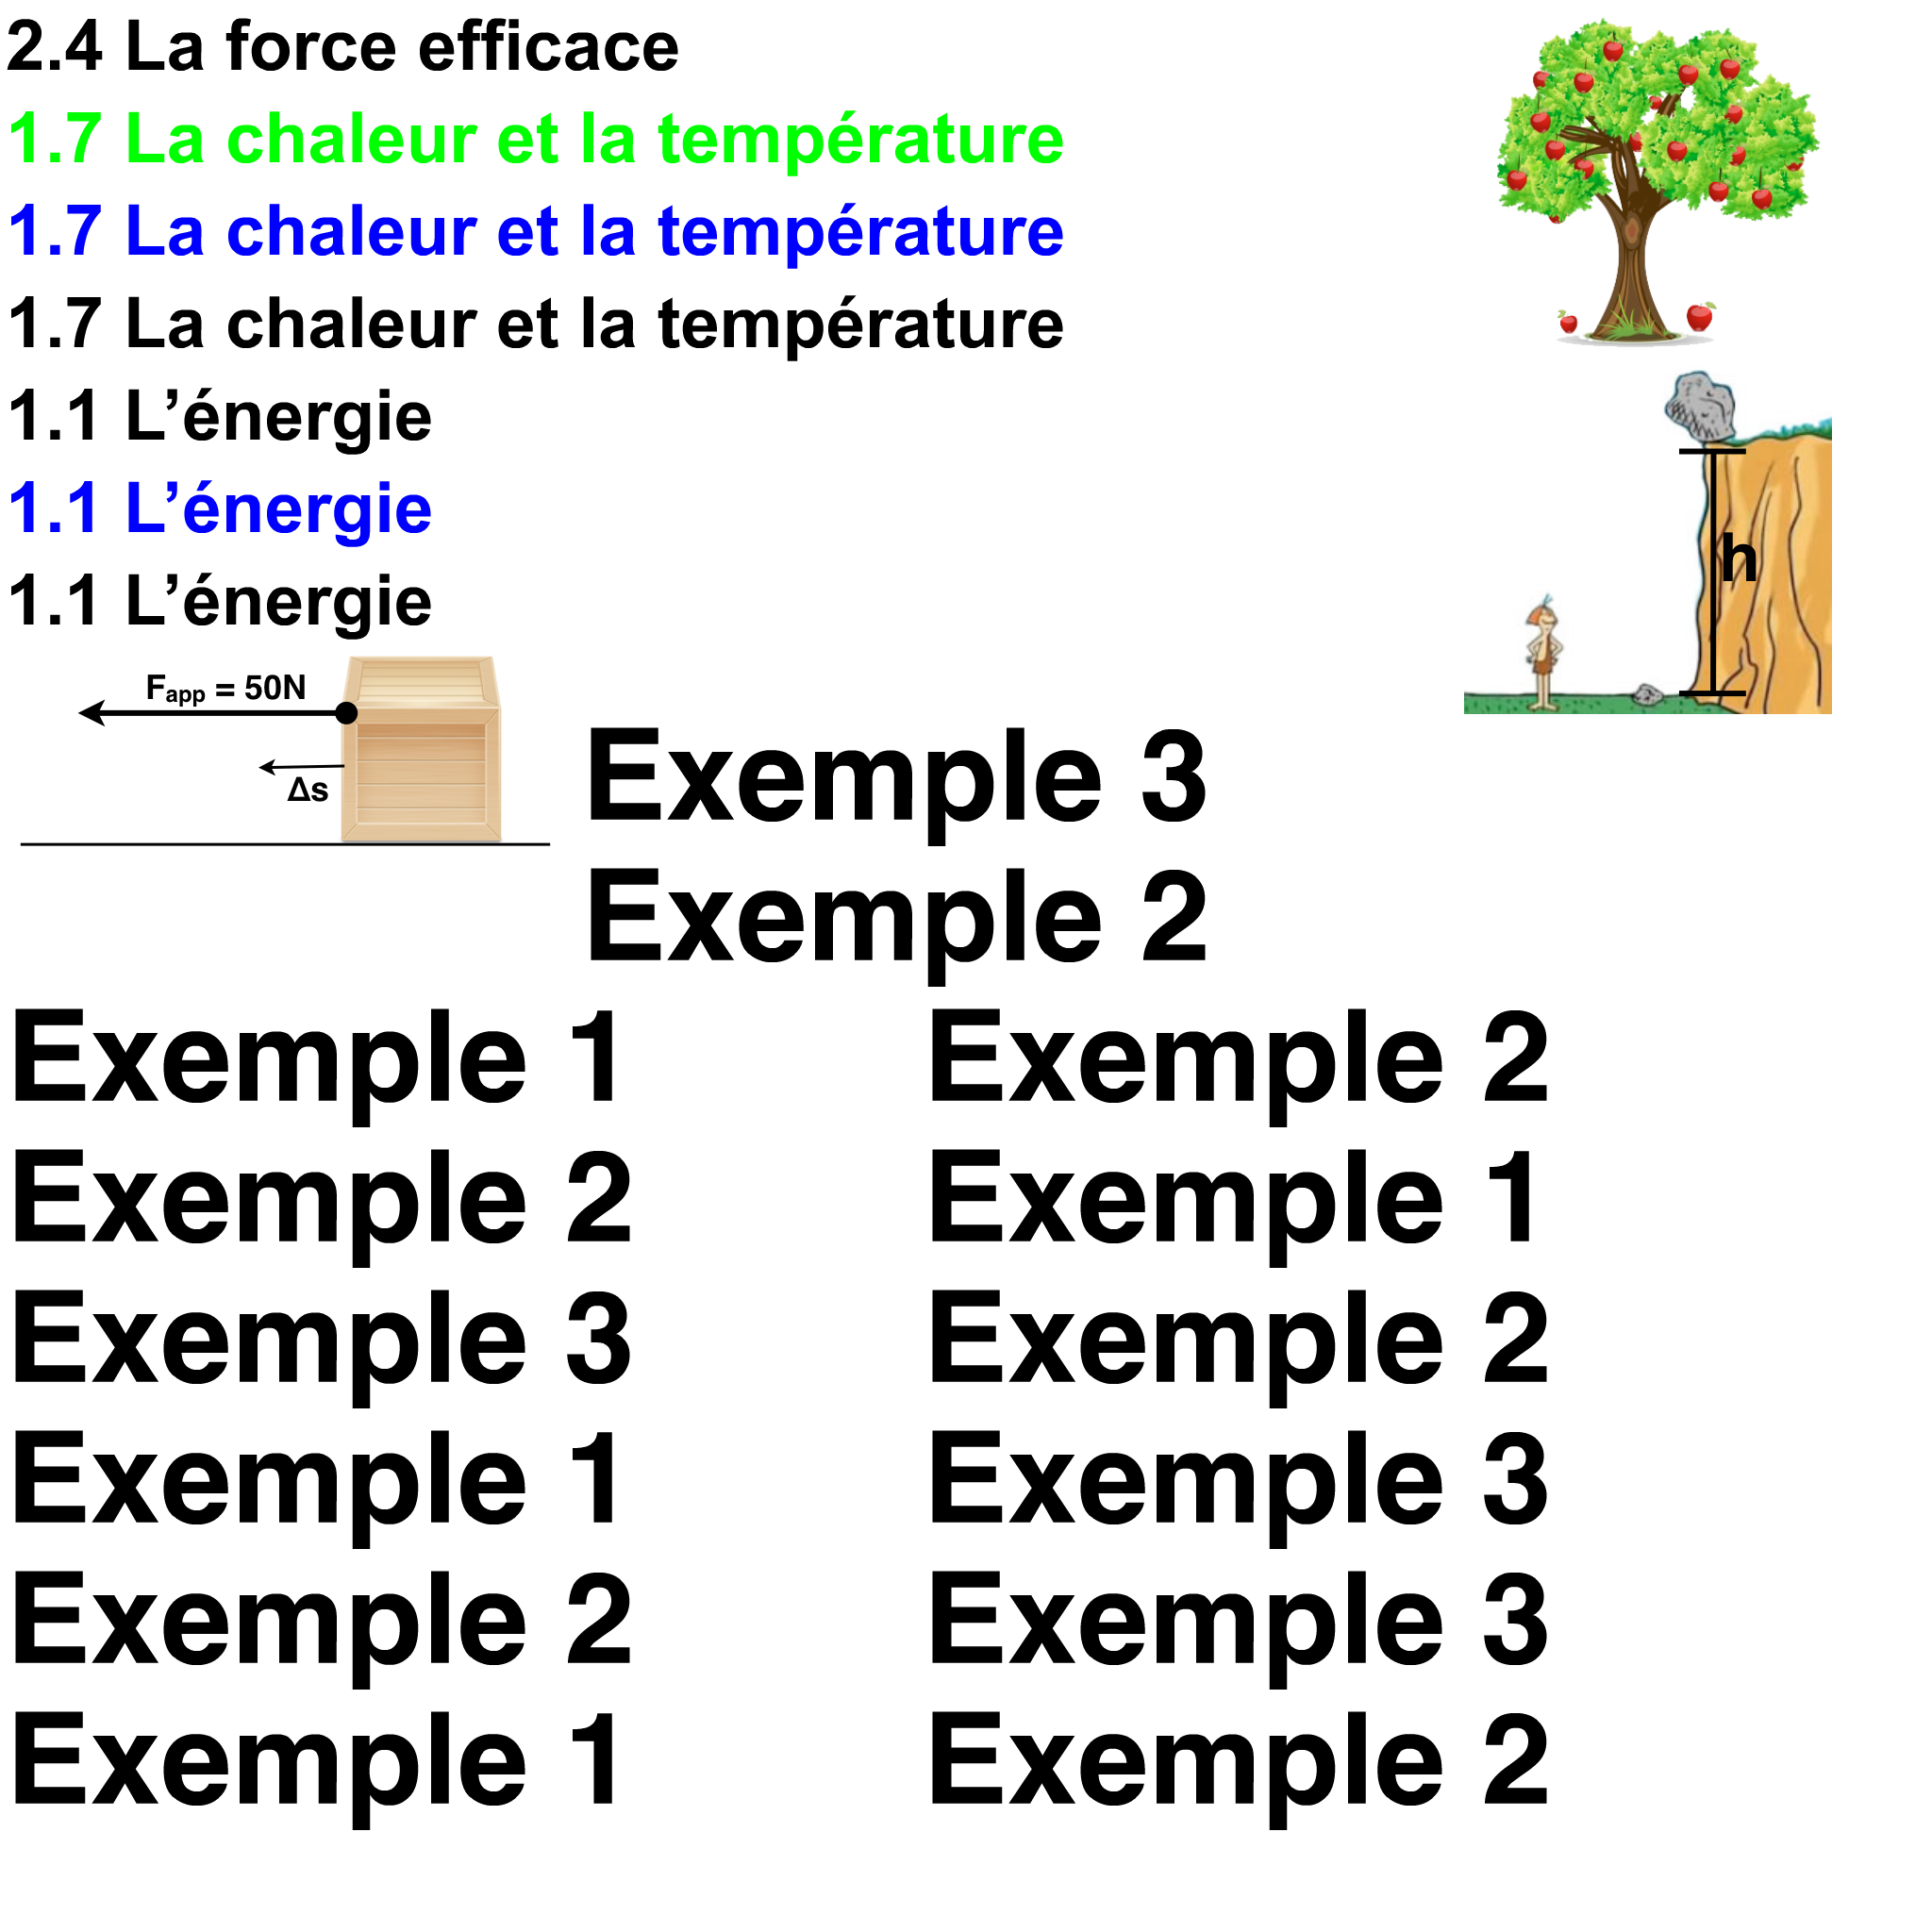 2.4 La force efficace
1.7 La chaleur et la température
1.7 La chaleur et la température
1.7 La chaleur et la température
1.1 L’énergie
1.1 L’énergie
1.1 L’énergie
h
Fapp = 50N
Δs
Exemple 3
Exemple 2
Exemple 1 Exemple 2
Exemple 2 Exemple 1
Exemple 3 Exemple 2
Exemple 1 Exemple 3
Exemple 2 Exemple 3
Exemple 1 Exemple 2